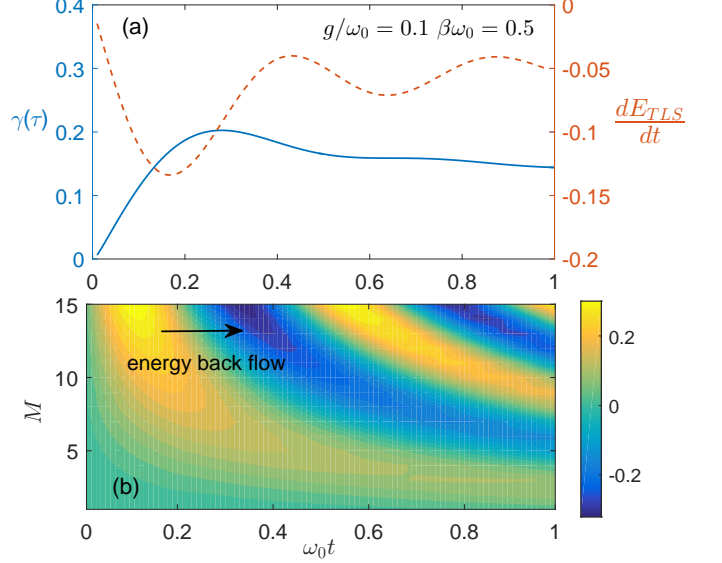 0.4
0
(a)
g/ω₀ = 0.1 βω₀ = 0.5
0.3
-0.05
γ(τ)
0.2
-0.1
dE_{TLS}
dt
0.1
-0.15
0
-0.2
0 0.2 0.4 0.6 0.8 1
15
energy back flow
0.2
M
10
0
5
-0.2
(b)
0 0.2 0.4 0.6 0.8 1
ω₀t